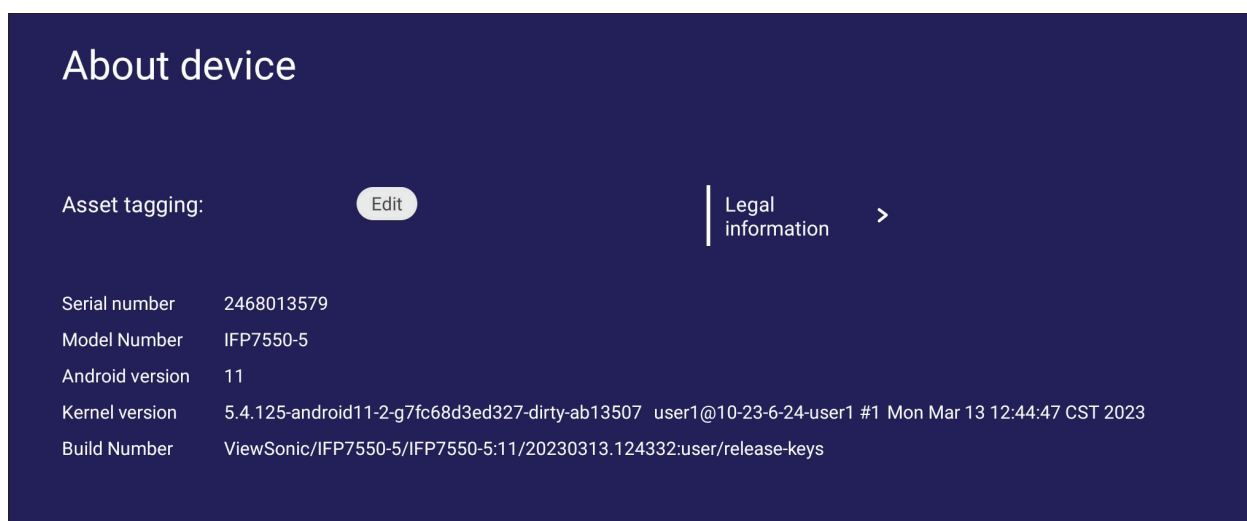 About device
Asset tagging:
Edit
Legal
information
Serial number 2468013579
Model Number IFP7550-5
Android version 11
Kernel version 5.4.125-android11-2-g7fc68d3ed327-dirty-ab13507 user1@10-23-6-24-user1 #1 Mon Mar 13 12:44:47 CST 2023
Build Number ViewSonic/IFP7550-5/IFP7550-5:11/20230313.124332:user/release-keys